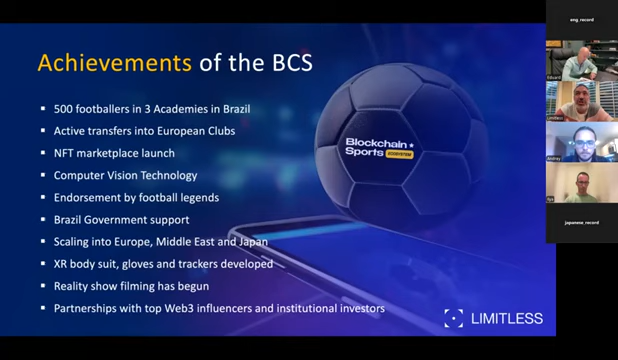 Achievements of the BCS
500 footballers in 3 Academies in Brazil
Active transfers into European Clubs
NFT marketplace launch
Computer Vision Technology
Endorsement by football legends
Brazil Government support
Scaling into Europe, Middle East and Japan
XR body suit, gloves and trackers developed
Reality show filming has begun
Partnerships with top Web3 influencers and institutional investors
Blockchain
Sports
ECOSYSTEM
LIMITLESS
eng_record
Eduard
Andrey
japanese_record